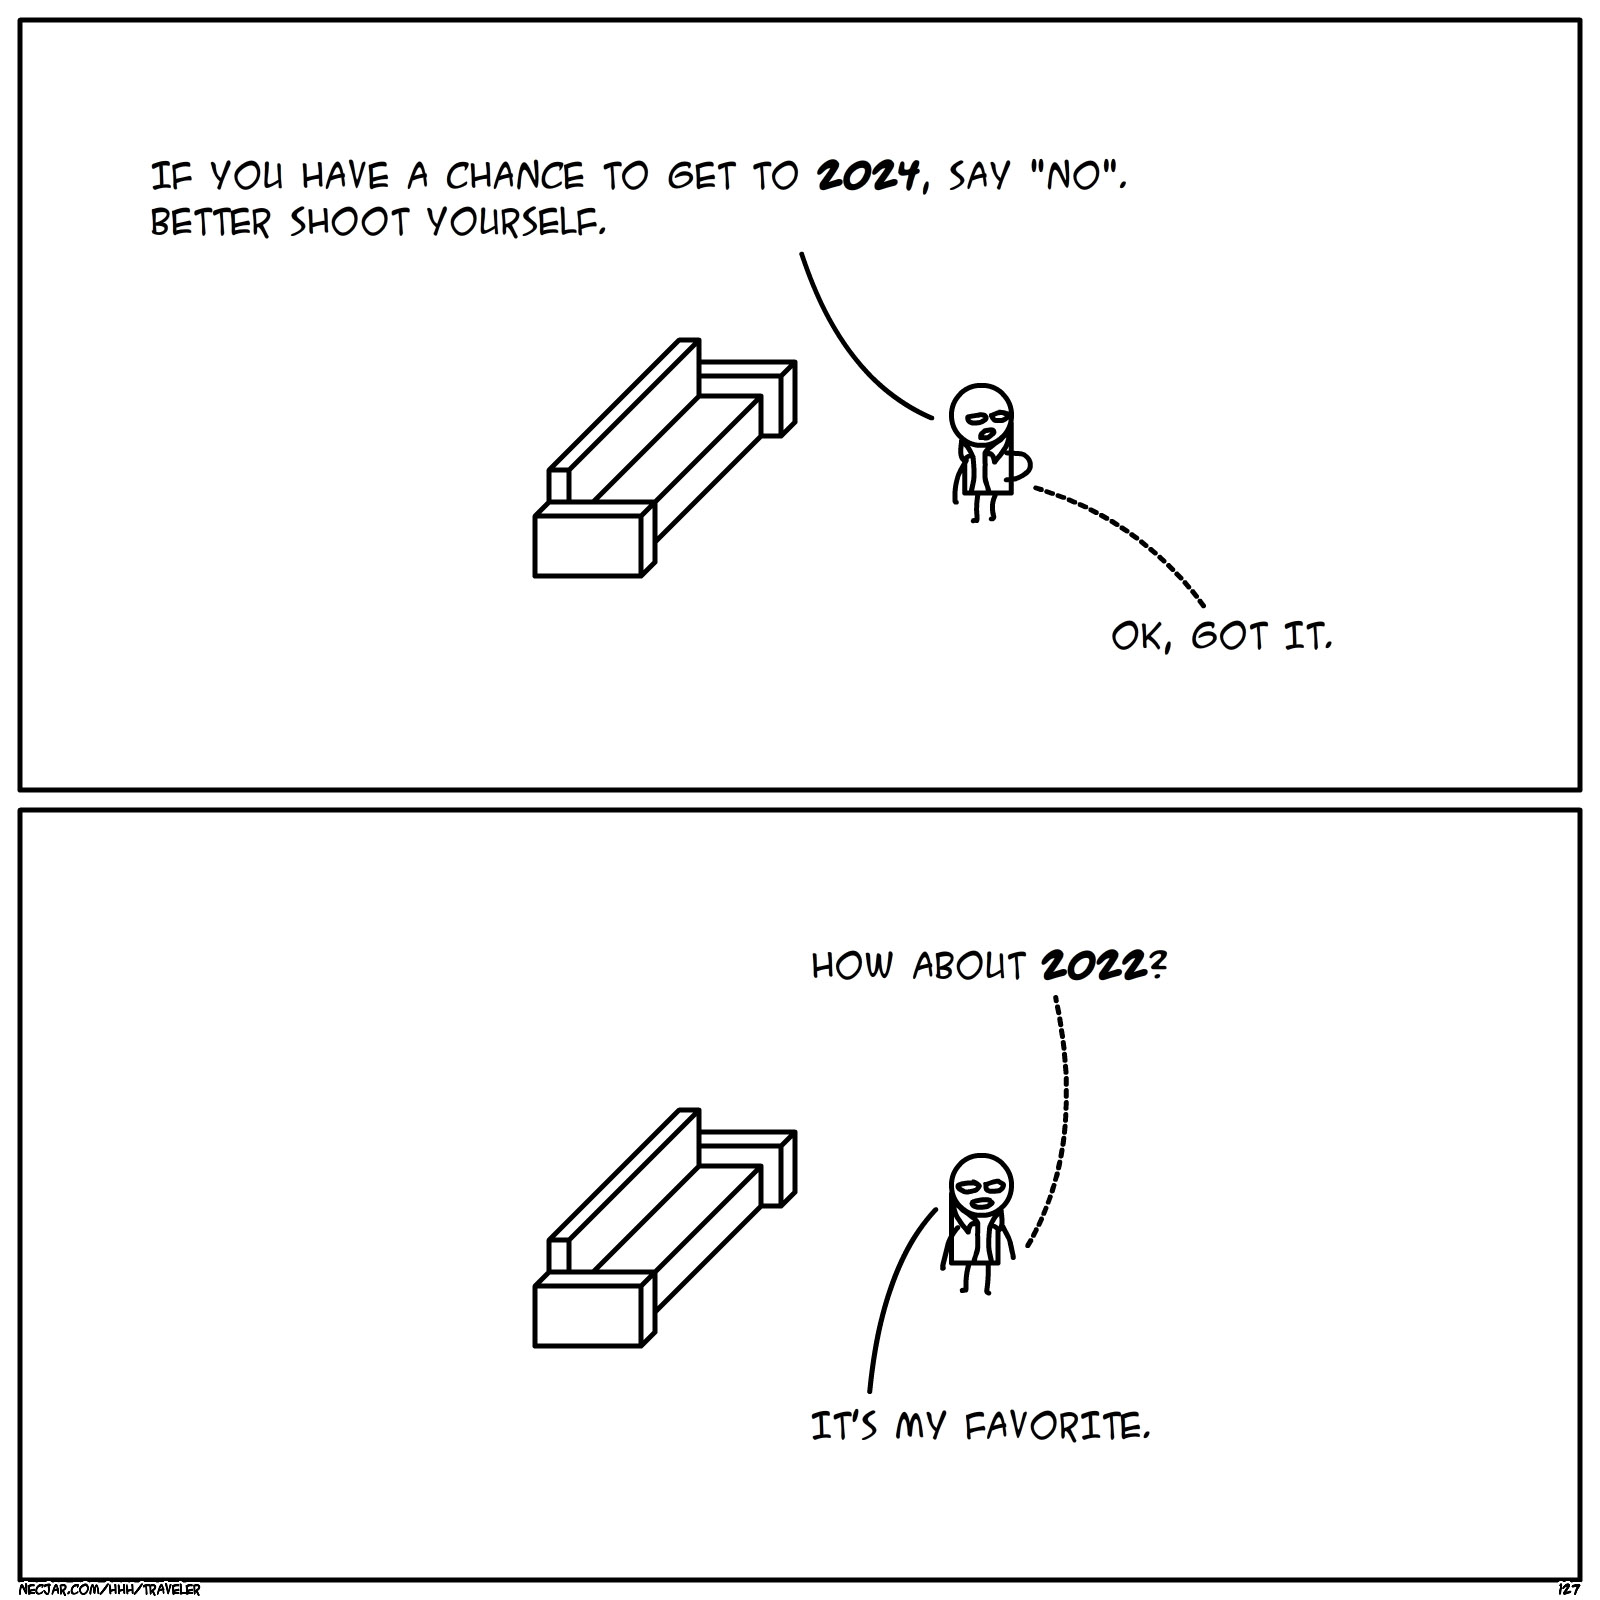 IF YOU HAVE A CHANCE TO GET TO 2024, SAY "NO".
BETTER SHOOT YOURSELF.
OK, GOT IT.
HOW ABOUT 2022?
IT'S MY FAVORITE.
NECJAR.COM/HHH/TRAVELER
127